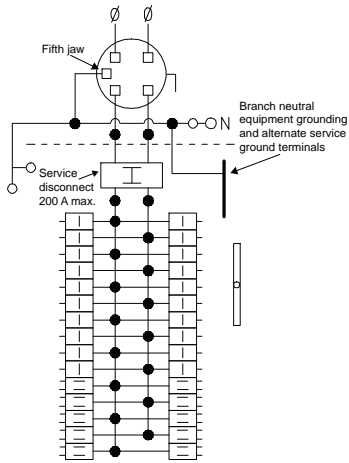 Ø Ø
Fifth jaw
N
Branch neutral
equipment grounding
and alternate service
ground terminals
Service
disconnect
200 A max.